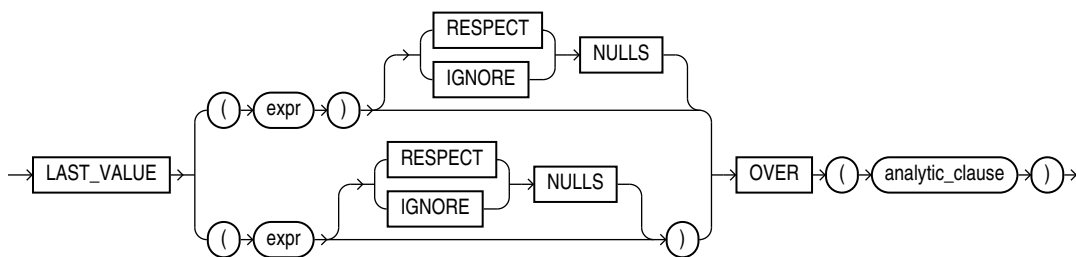 RESPECT
NULLS
IGNORE
( expr )
RESPECT
LAST_VALUE
NULLS
OVER ( analytic_clause )
IGNORE
( expr )